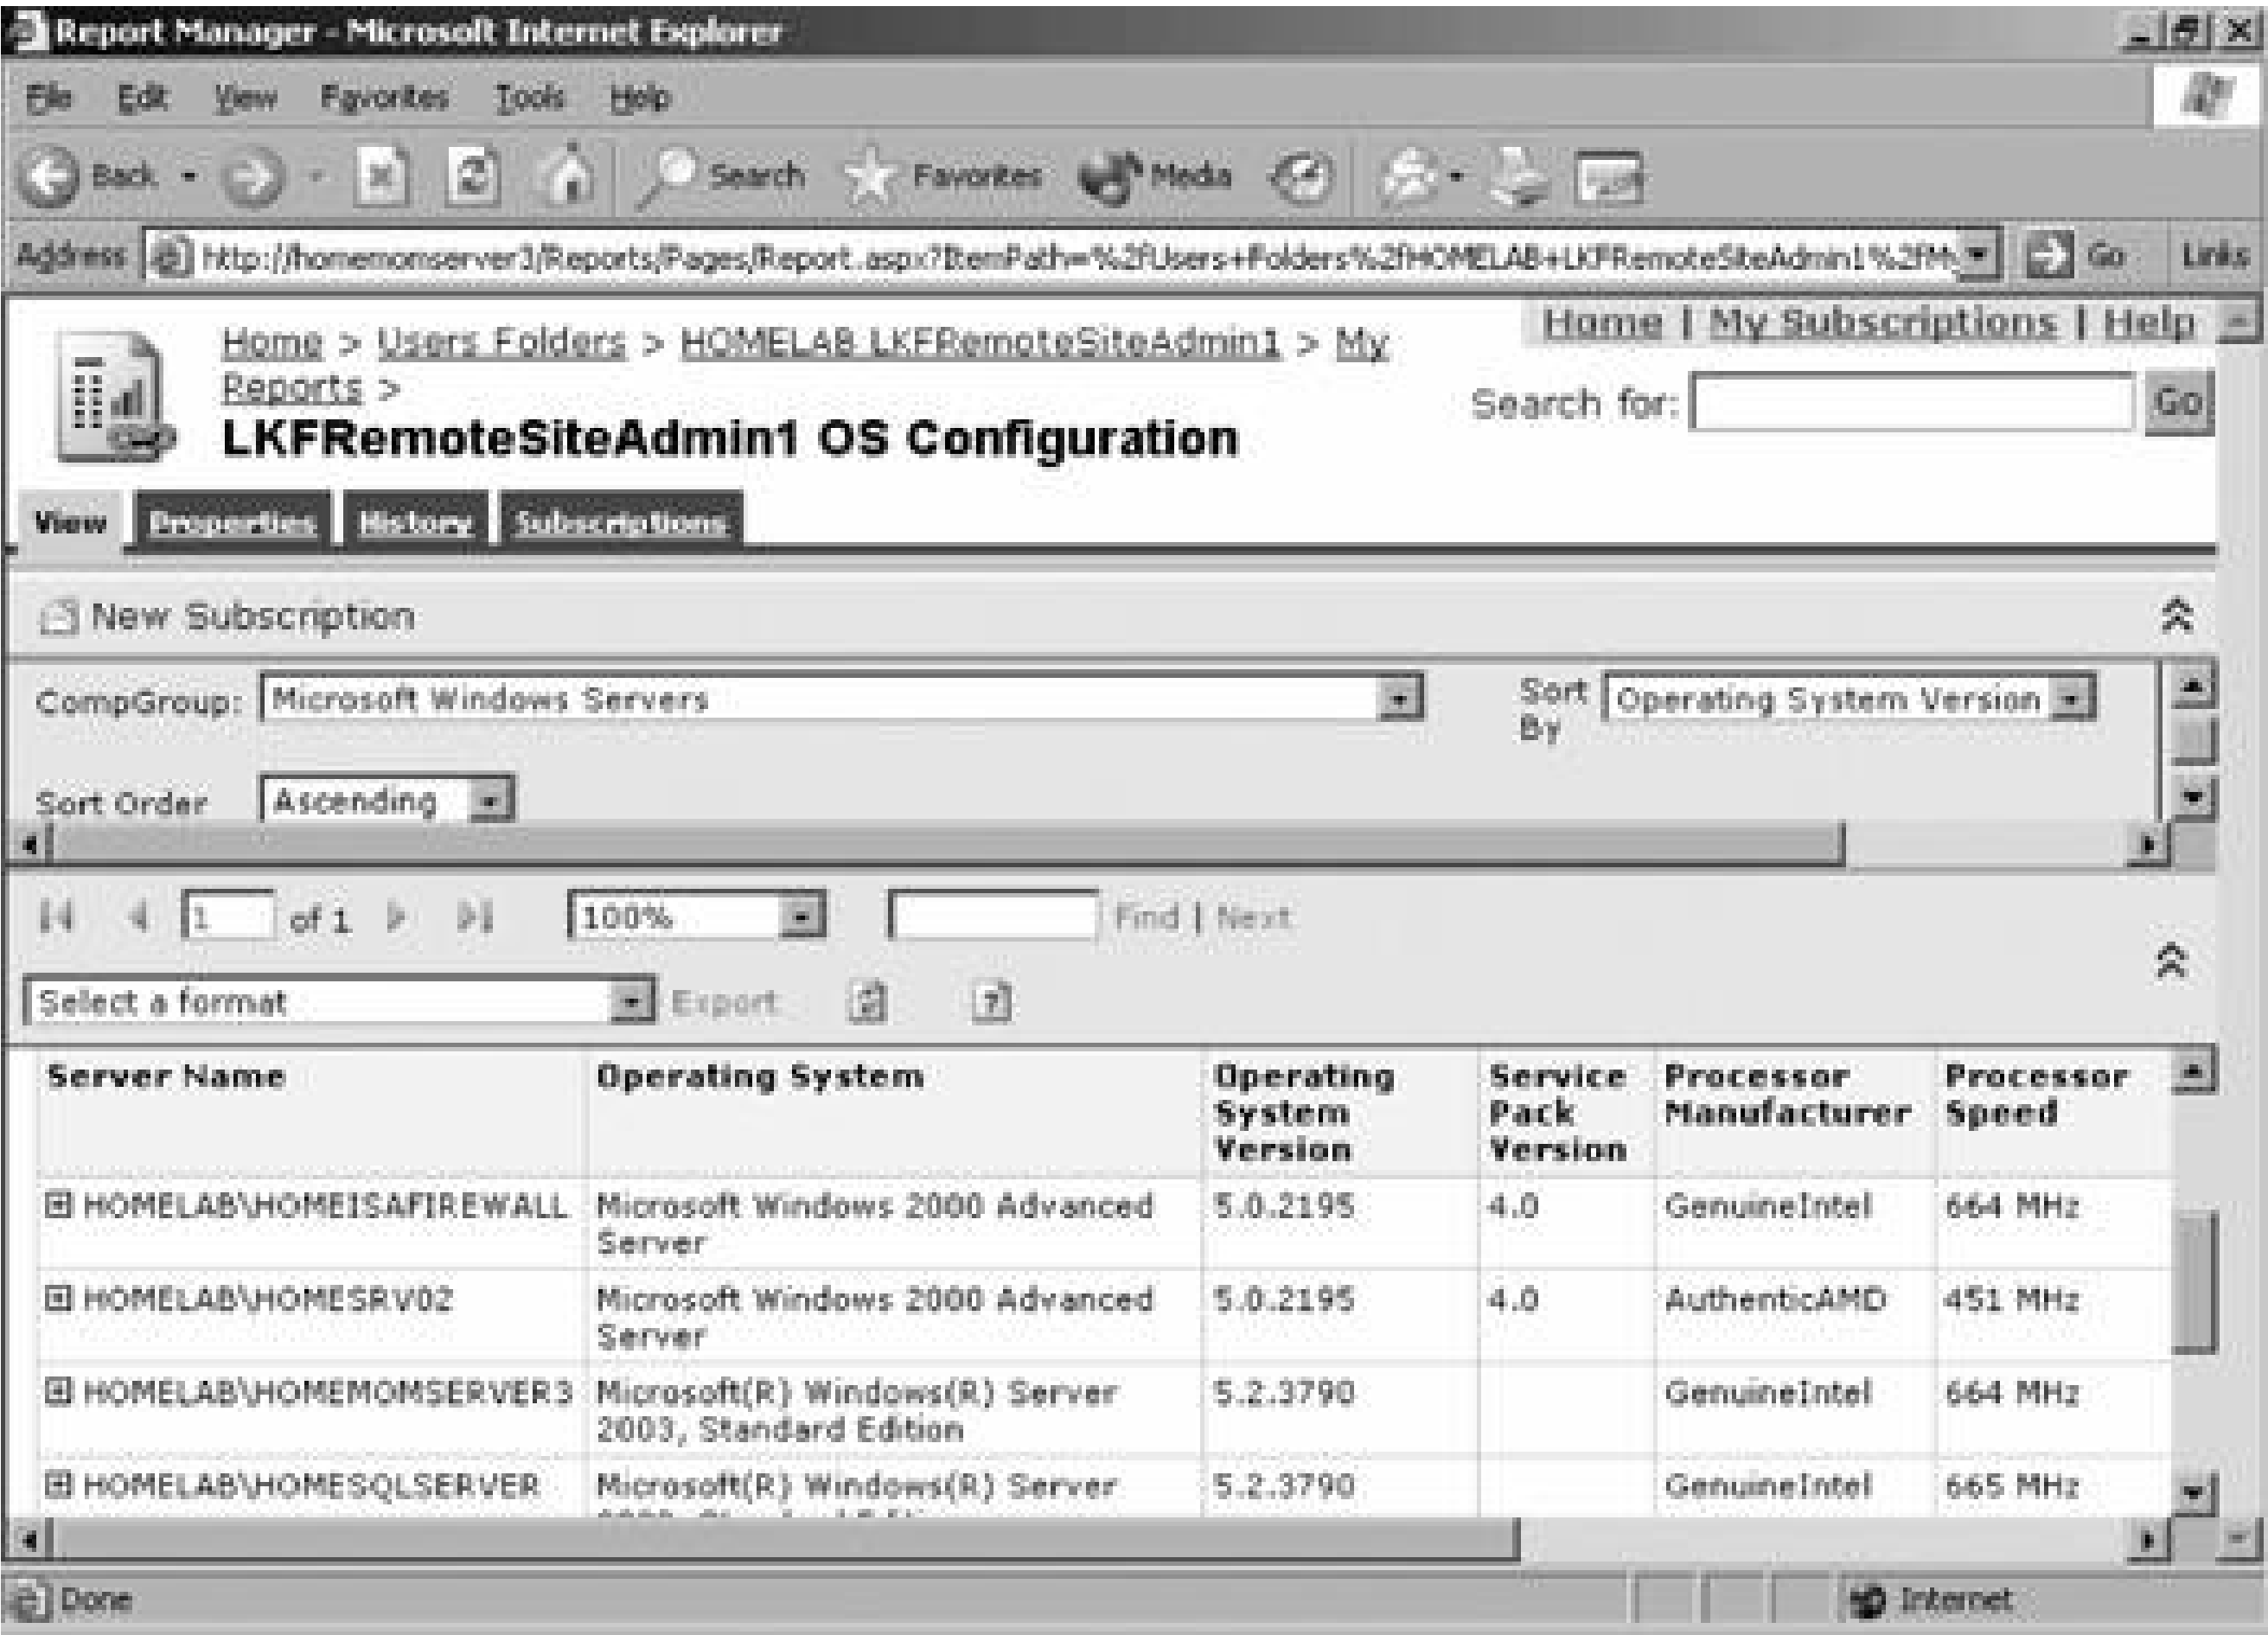 Report Manager - Microsoft Internet Explorer
File Edit View Favorites Tools Help
Back Search Favorites Media
Address http://homemomserver3/Reports/Pages/Report.aspx?ItemPath=%2fUsers+Folders%2fHOMELAB+LKFRemoteSiteAdmin1%2fM Go Links
Home | My Subscriptions | Help
Home > Users Folders > HOMELAB LKFRemoteSiteAdmin1 > My
Reports >
Search for: Go
LKFRemoteSiteAdmin1 OS Configuration
View Properties History Subscriptions
New Subscription
CompGroup: Microsoft Windows Servers Sort Operating System Version
By
Sort Order Ascending
1 of 1 100% Find | Next
Select a format Export
Server Name Operating System Operating Service Processor Processor
System Pack Manufacturer Speed
Version Version
HOMELAB\HOMEISAFIREWALL Microsoft Windows 2000 Advanced 5.0.2195 4.0 GenuineIntel 664 MHz
Server
HOMELAB\HOMESRV02 Microsoft Windows 2000 Advanced 5.0.2195 4.0 AuthenticAMD 451 MHz
Server
HOMELAB\HOMEMOMSERVER3 Microsoft(R) Windows(R) Server 5.2.3790 GenuineIntel 664 MHz
2003, Standard Edition
HOMELAB\HOMESQLSERVER Microsoft(R) Windows(R) Server 5.2.3790 GenuineIntel 665 MHz
Done Internet